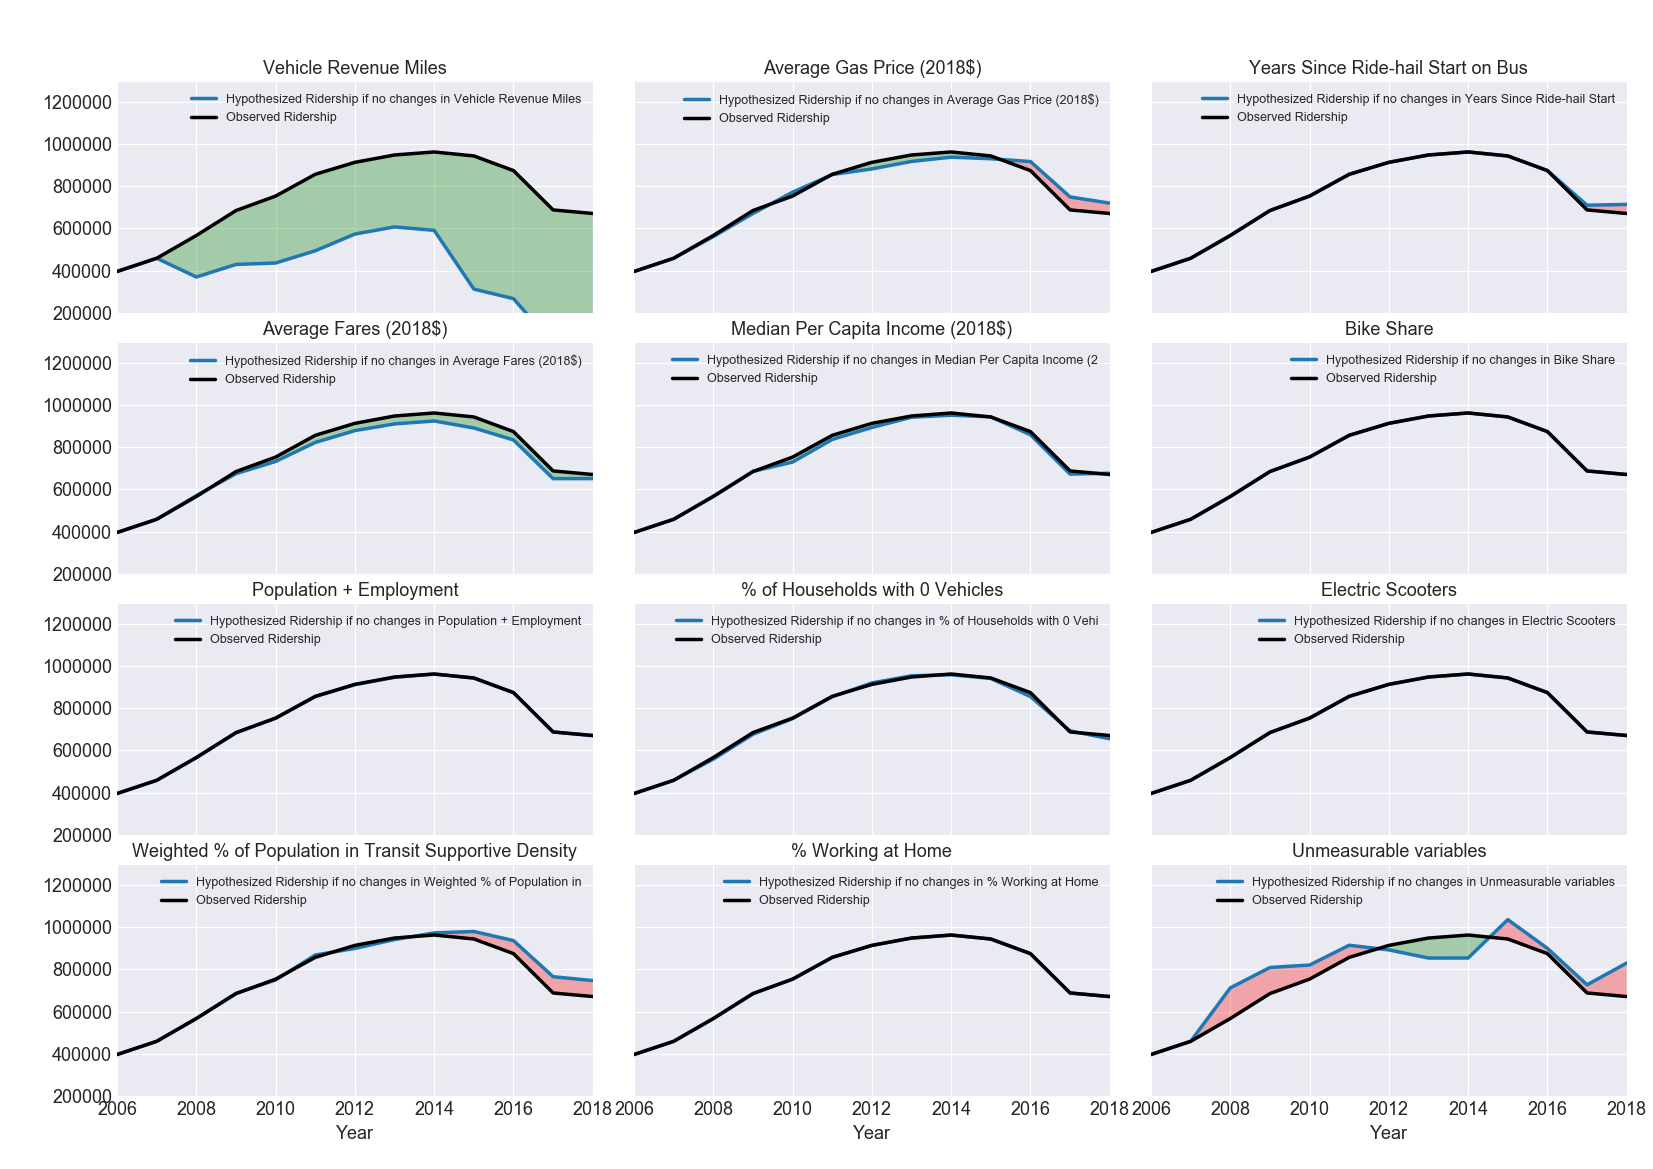 Vehicle Revenue Miles
Average Gas Price (2018$)
Years Since Ride-hail Start on Bus
1200000
1000000
800000
600000
400000
200000
Hypothesized Ridership if no changes in Vehicle Revenue Miles
Observed Ridership
Hypothesized Ridership if no changes in Average Gas Price (2018$)
Observed Ridership
Hypothesized Ridership if no changes in Years Since Ride-hail Start
Observed Ridership
Average Fares (2018$)
Median Per Capita Income (2018$)
Bike Share
1200000
1000000
800000
600000
400000
200000
Hypothesized Ridership if no changes in Average Fares (2018$)
Observed Ridership
Hypothesized Ridership if no changes in Median Per Capita Income (2
Observed Ridership
Hypothesized Ridership if no changes in Bike Share
Observed Ridership
Population + Employment
% of Households with 0 Vehicles
Electric Scooters
1200000
1000000
800000
600000
400000
200000
Hypothesized Ridership if no changes in Population + Employment
Observed Ridership
Hypothesized Ridership if no changes in % of Households with 0 Vehi
Observed Ridership
Hypothesized Ridership if no changes in Electric Scooters
Observed Ridership
Weighted % of Population in Transit Supportive Density
% Working at Home
Unmeasurable variables
1200000
1000000
800000
600000
400000
200000
Hypothesized Ridership if no changes in Weighted % of Population in
Observed Ridership
Hypothesized Ridership if no changes in % Working at Home
Observed Ridership
Hypothesized Ridership if no changes in Unmeasurable variables
Observed Ridership
2006 2008 2010 2012 2014 2016 2018
2006 2008 2010 2012 2014 2016 2018
2006 2008 2010 2012 2014 2016 2018
Year
Year
Year